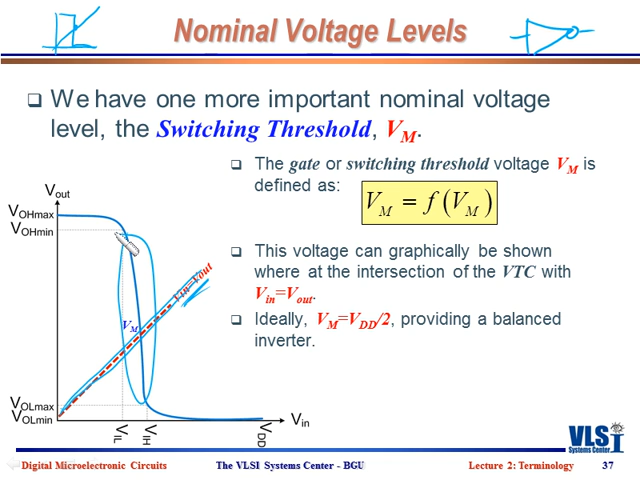 Nominal Voltage Levels
❑ We have one more important nominal voltage
level, the Switching Threshold, VM.
❑ The gate or switching threshold voltage VM is
defined as:
VM = f(VM)
❑ This voltage can graphically be shown
where at the intersection of the VTC with
Vin=Vout.
❑ Ideally, VM=VDD/2, providing a balanced
inverter.
Vout
VOHmax
VOHmin
Vin=Vout
VM
VOLmax
VOLmin
VIL
VIH
VDD
Vin
VLSI
Systems Center
Digital Microelectronic Circuits
The VLSI Systems Center - BGU
Lecture 2: Terminology
37